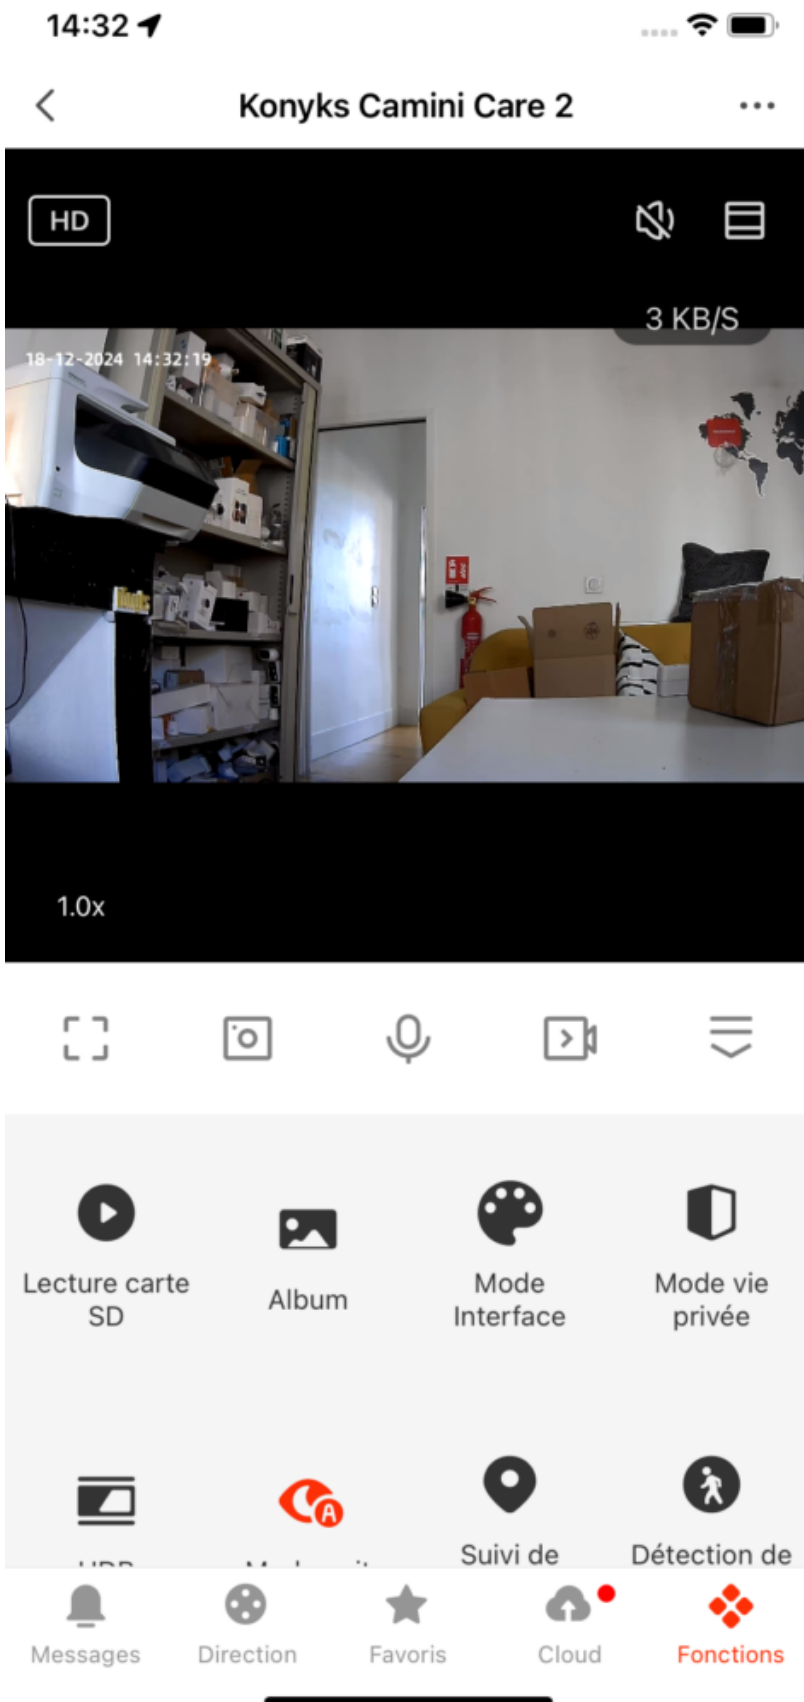 14:32
Konyks Camini Care 2
HD
3 KB/S
18-12-2024 14:32:19
1.0x
Lecture carte
SD
Album
Mode
Interface
Mode vie
privée
HDR
Suivi de
Détection de
Messages
Direction
Favoris
Cloud
Fonctions